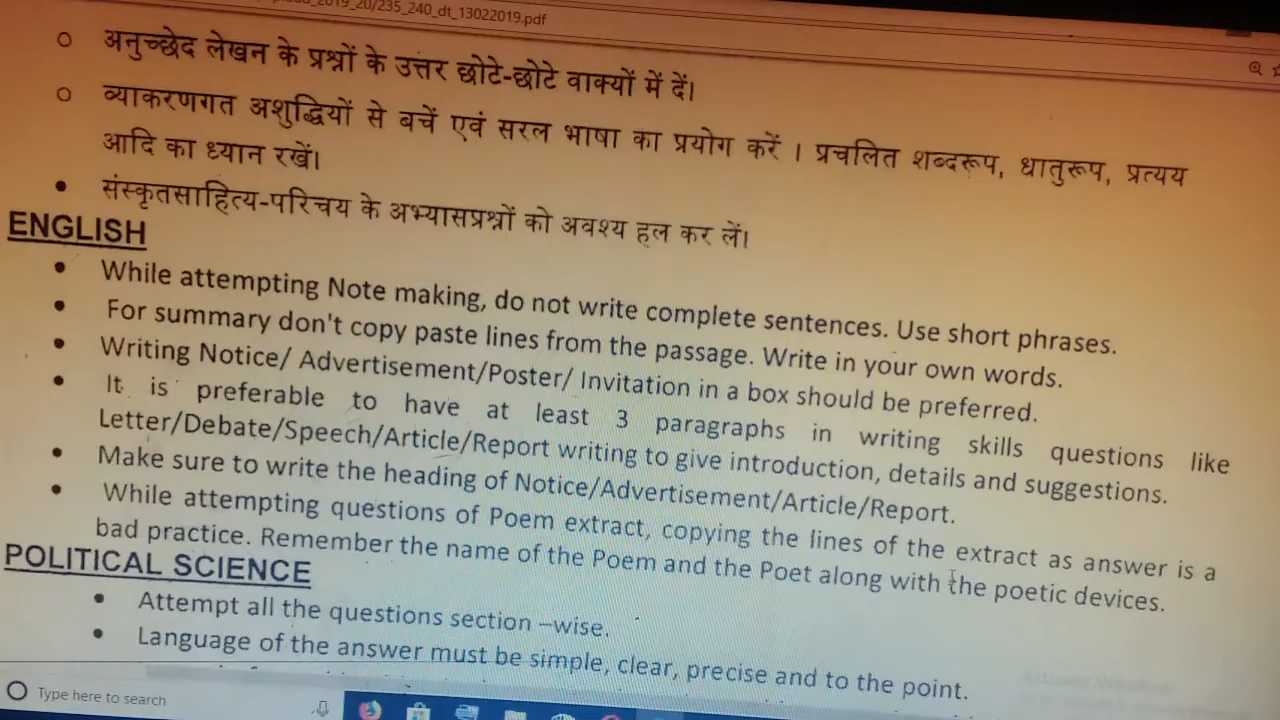 _2019_20/235_240_dt_13022019.pdf
अनुच्छेद लेखन के प्रश्नों के उत्तर छोटे-छोटे वाक्यों में दें।
व्याकरणगत अशुद्धियों से बचें एवं सरल भाषा का प्रयोग करें । प्रचलित शब्दरूप, धातुरूप, प्रत्यय
आदि का ध्यान रखें।
संस्कृतसाहित्य-परिचय के अभ्यासप्रश्नों को अवश्य हल कर लें।
ENGLISH
While attempting Note making, do not write complete sentences. Use short phrases.
For summary don't copy paste lines from the passage. Write in your own words.
Writing Notice/ Advertisement/Poster/ Invitation in a box should be preferred.
It is preferable to have at least 3 paragraphs in writing skills questions like
Letter/Debate/Speech/Article/Report writing to give introduction, details and suggestions.
Make sure to write the heading of Notice/Advertisement/Article/Report.
While attempting questions of Poem extract, copying the lines of the extract as answer is a
bad practice. Remember the name of the Poem and the Poet along with the poetic devices.
POLITICAL SCIENCE
Attempt all the questions section –wise.
Language of the answer must be simple, clear, precise and to the point.
Type here to search